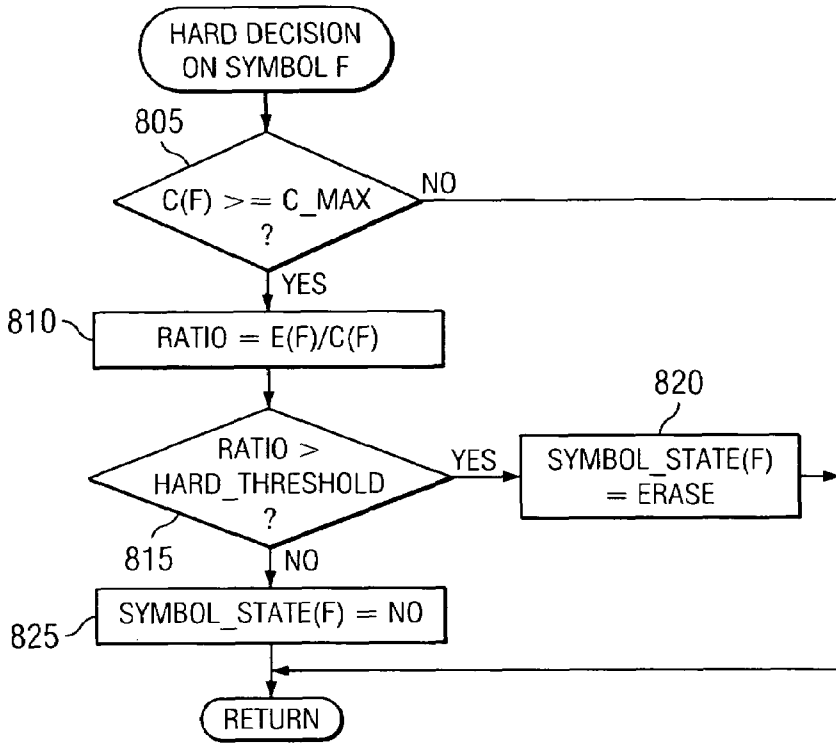 HARD DECISION
ON SYMBOL F
805
C(F) >= C_MAX
?
NO
YES
810
RATIO = E(F)/C(F)
RATIO >
HARD_THRESHOLD
?
815
YES
820
SYMBOL_STATE(F)
= ERASE
NO
825
SYMBOL_STATE(F) = NO
RETURN